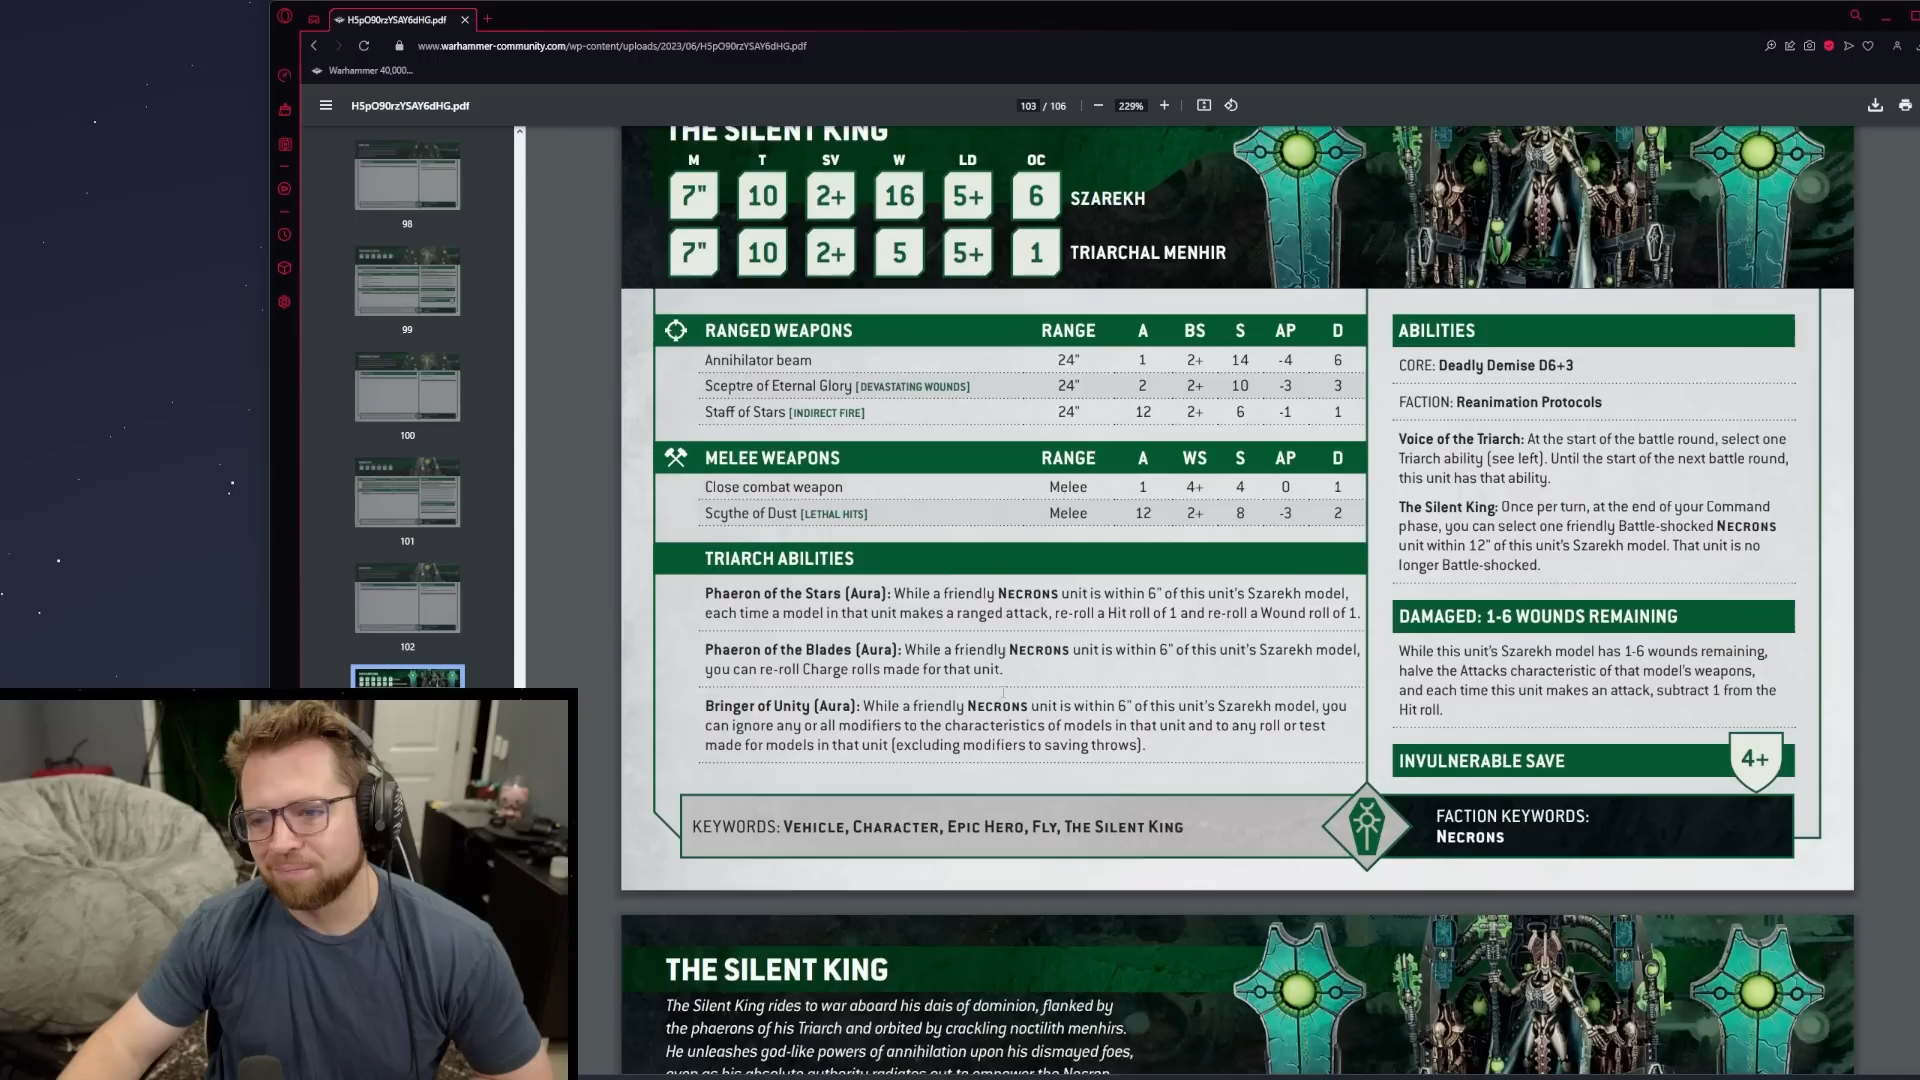 H5pO90rzYSAY6dHG.pdf
www.warhammer-community.com/wp-content/uploads/2023/06/H5pO90rzYSAY6dHG.pdf
Warhammer 40,000...
H5pO90rzYSAY6dHG.pdf
103 / 106
229%
98
99
100
101
102
THE SILENT KING
M T SV W LD OC
7" 10 2+ 16 5+ 6 SZAREKH
7" 10 2+ 5 5+ 1 TRIARCHAL MENHIR
RANGED WEAPONS RANGE A BS S AP D
Annihilator beam 24" 1 2+ 14 -4 6
Sceptre of Eternal Glory [DEVASTATING WOUNDS] 24" 2 2+ 10 -3 3
Staff of Stars [INDIRECT FIRE] 24" 12 2+ 6 -1 1
MELEE WEAPONS RANGE A WS S AP D
Close combat weapon Melee 1 4+ 4 0 1
Scythe of Dust [LETHAL HITS] Melee 12 2+ 8 -3 2
TRIARCH ABILITIES
Phaeron of the Stars (Aura): While a friendly NECRONS unit is within 6" of this unit's Szarekh model,
each time a model in that unit makes a ranged attack, re-roll a Hit roll of 1 and re-roll a Wound roll of 1.
Phaeron of the Blades (Aura): While a friendly NECRONS unit is within 6" of this unit's Szarekh model,
you can re-roll Charge rolls made for that unit.
Bringer of Unity (Aura): While a friendly NECRONS unit is within 6" of this unit's Szarekh model, you
can ignore any or all modifiers to the characteristics of models in that unit and to any roll or test
made for models in that unit (excluding modifiers to saving throws).
ABILITIES
CORE: Deadly Demise D6+3
FACTION: Reanimation Protocols
Voice of the Triarch: At the start of the battle round, select one
Triarch ability (see left). Until the start of the next battle round,
this unit has that ability.
The Silent King: Once per turn, at the end of your Command
phase, you can select one friendly Battle-shocked NECRONS
unit within 12" of this unit's Szarekh model. That unit is no
longer Battle-shocked.
DAMAGED: 1-6 WOUNDS REMAINING
While this unit's Szarekh model has 1-6 wounds remaining,
halve the Attacks characteristic of that model's weapons,
and each time this unit makes an attack, subtract 1 from the
Hit roll.
INVULNERABLE SAVE 4+
KEYWORDS: VEHICLE, CHARACTER, EPIC HERO, FLY, THE SILENT KING
FACTION KEYWORDS:
NECRONS
THE SILENT KING
The Silent King rides to war aboard his dais of dominion, flanked by
the phaerons of his Triarch and orbited by crackling noctilith menhirs.
He unleashes god-like powers of annihilation upon his dismayed foes,
even as his absolute authority radiates out to empower the Necron